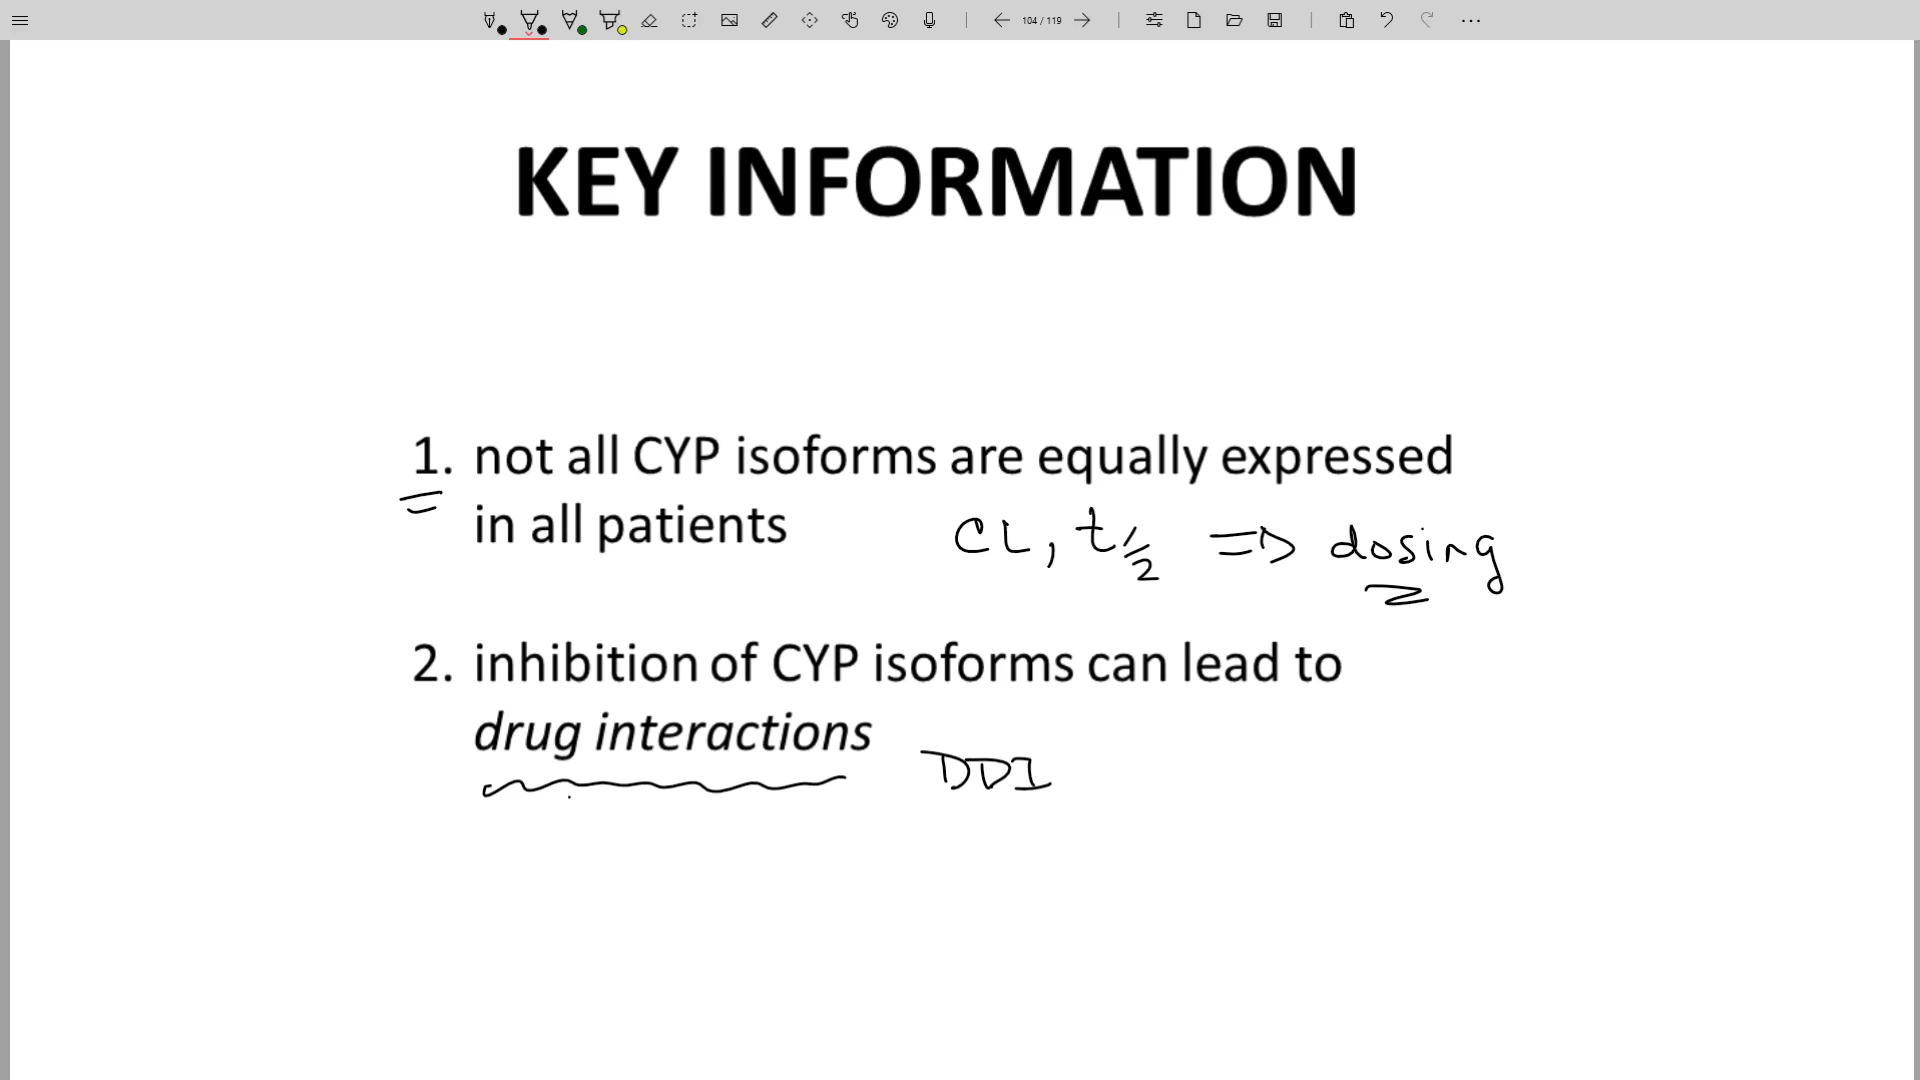 104 / 119
KEY INFORMATION
1. not all CYP isoforms are equally expressed
in all patients
CL, t1/2 => dosing
2. inhibition of CYP isoforms can lead to
drug interactions
DDI